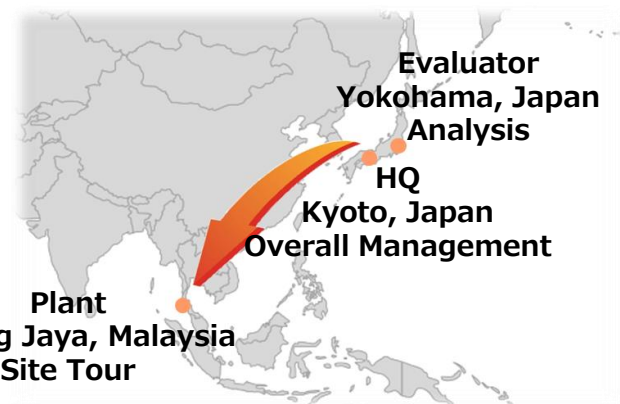 Evaluator
Yokohama, Japan
Analysis
HQ
Kyoto, Japan
Overall Management
Plant
g Jaya, Malaysia
Site Tour